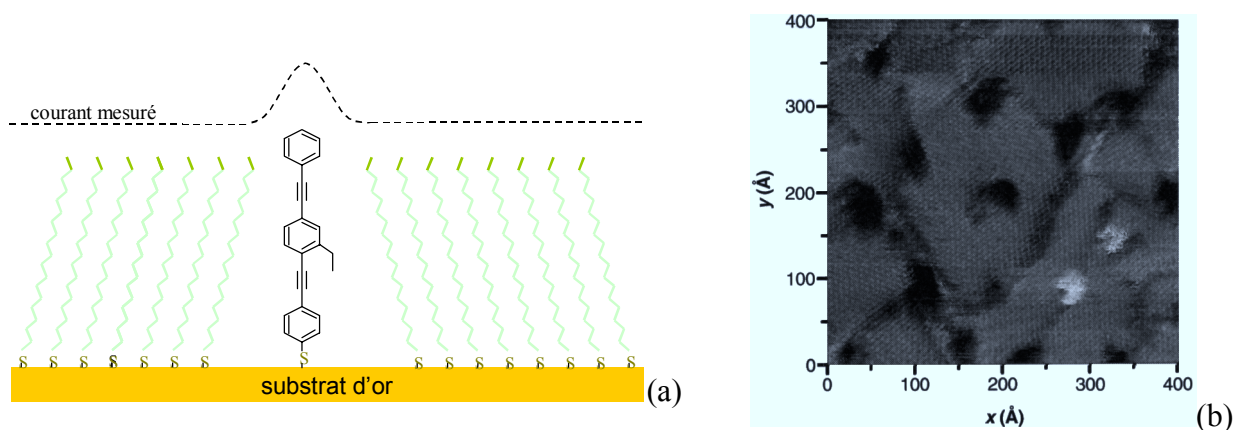 courant mesuré
S S S S S S S S S S S S S S S S
substrat d'or
(a)
400
300
200
100
0
y (Å)
0 100 200 300 400
x (Å)
(b)